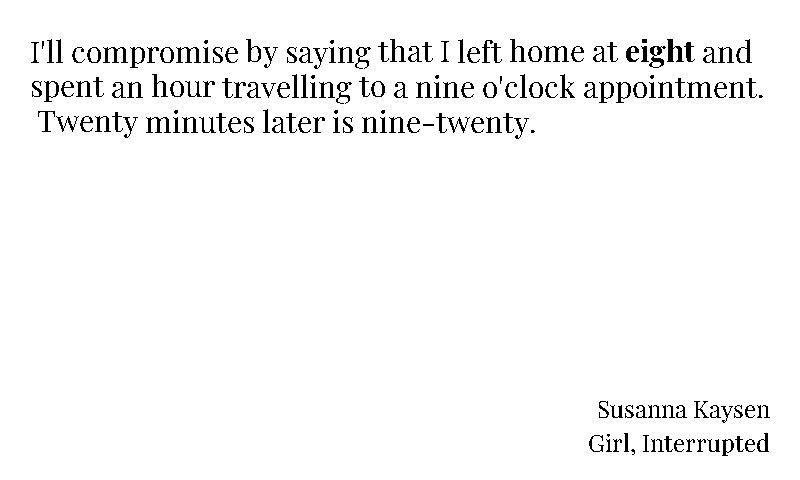 I'll compromise by saying that I left home at eight and
spent an hour travelling to a nine o'clock appointment.
Twenty minutes later is nine-twenty.
Susanna Kaysen
Girl, Interrupted